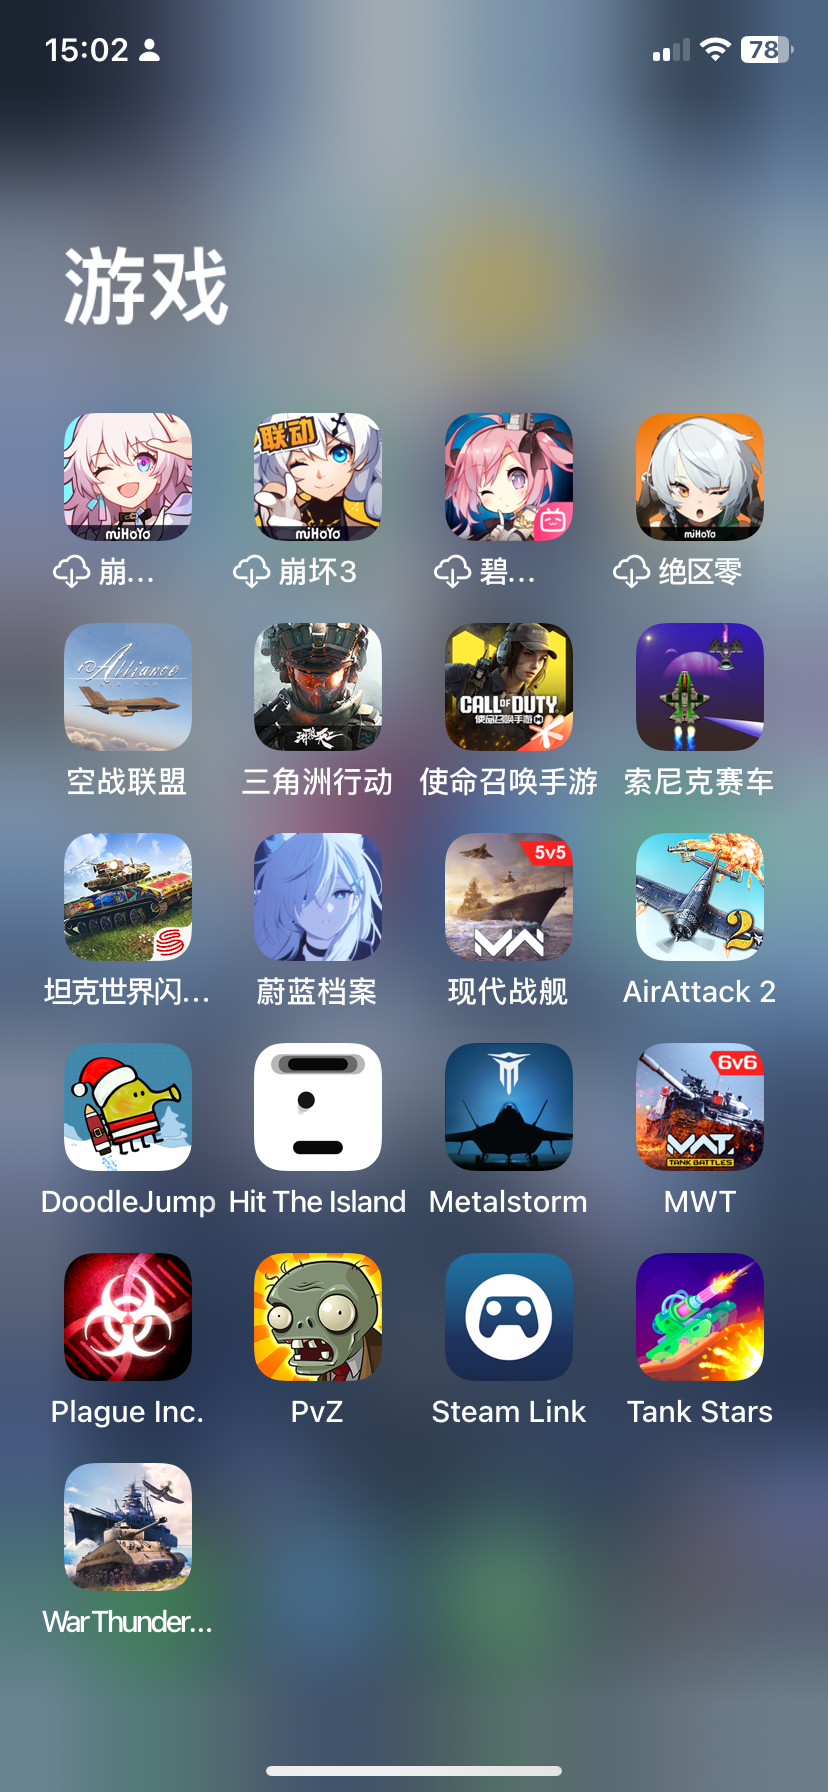 15:02
78
游戏
miHoYo
联动
miHoYo
miHoYo
崩…
崩坏3
碧…
绝区零
Alliance
CALL OF DUTY
使命召唤手游
空战联盟
三角洲行动
使命召唤手游
索尼克赛车
5v5
MW
2
坦克世界闪…
蔚蓝档案
现代战舰
AirAttack 2
6v6
MWT
TANK BATTLES
DoodleJump
Hit The Island
Metalstorm
MWT
Plague Inc.
PvZ
Steam Link
Tank Stars
War Thunder…